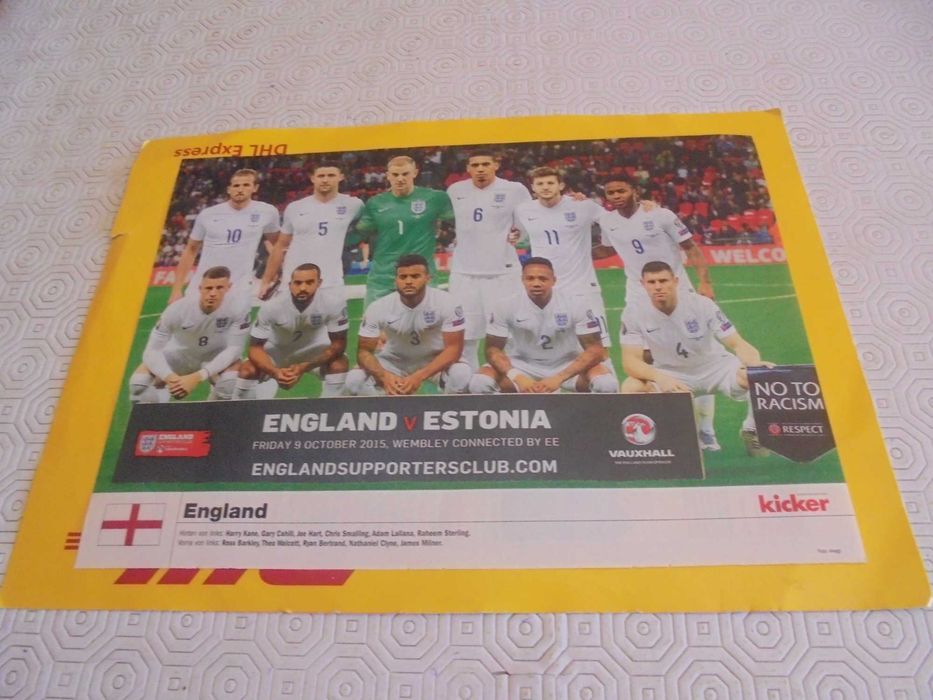 DHL Express
10
5
1
6
11
9
FA
WELCO
8
7
3
2
4
11
NO TO
RACISM
RESPECT
ENGLAND v ESTONIA
FRIDAY 9 OCTOBER 2015, WEMBLEY CONNECTED BY EE
ENGLANDSUPPORTERSCLUB.COM
ENGLAND
VAUXHALL
England
kicker
Hinten von links: Harry Kane, Gary Cahill, Joe Hart, Chris Smalling, Adam Lallana, Raheem Sterling.
Vorne von links: Ross Barkley, Theo Walcott, Ryan Bertrand, Nathaniel Clyne, James Milner.